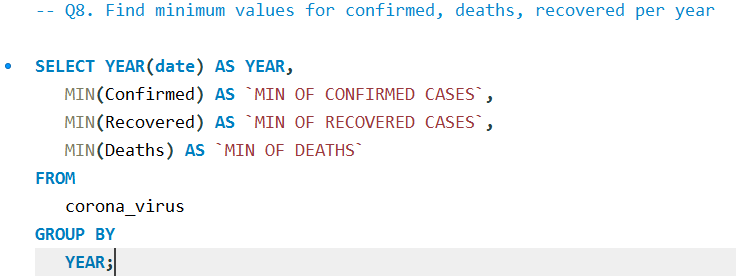 -- Q8. Find minimum values for confirmed, deaths, recovered per year
SELECT YEAR(date) AS YEAR,
MIN(Confirmed) AS `MIN OF CONFIRMED CASES`,
MIN(Recovered) AS `MIN OF RECOVERED CASES`,
MIN(Deaths) AS `MIN OF DEATHS`
FROM
corona_virus
GROUP BY
YEAR;